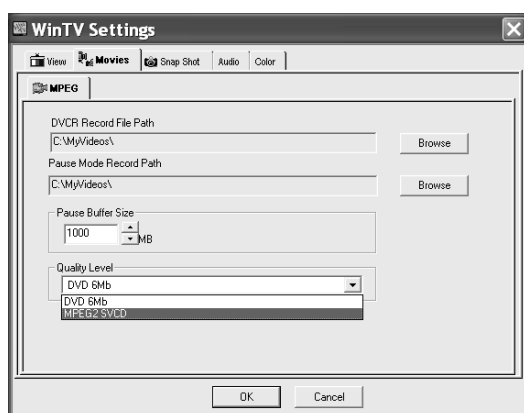 WinTV Settings
View Movies Snap Shot Audio Color
MPEG
DVCR Record File Path
C:\MyVideos\ Browse
Pause Mode Record Path
C:\MyVideos\ Browse
Pause Buffer Size
1000 MB
Quality Level
DVD 6Mb
DVD 6Mb
MPEG2 SVCD
OK Cancel